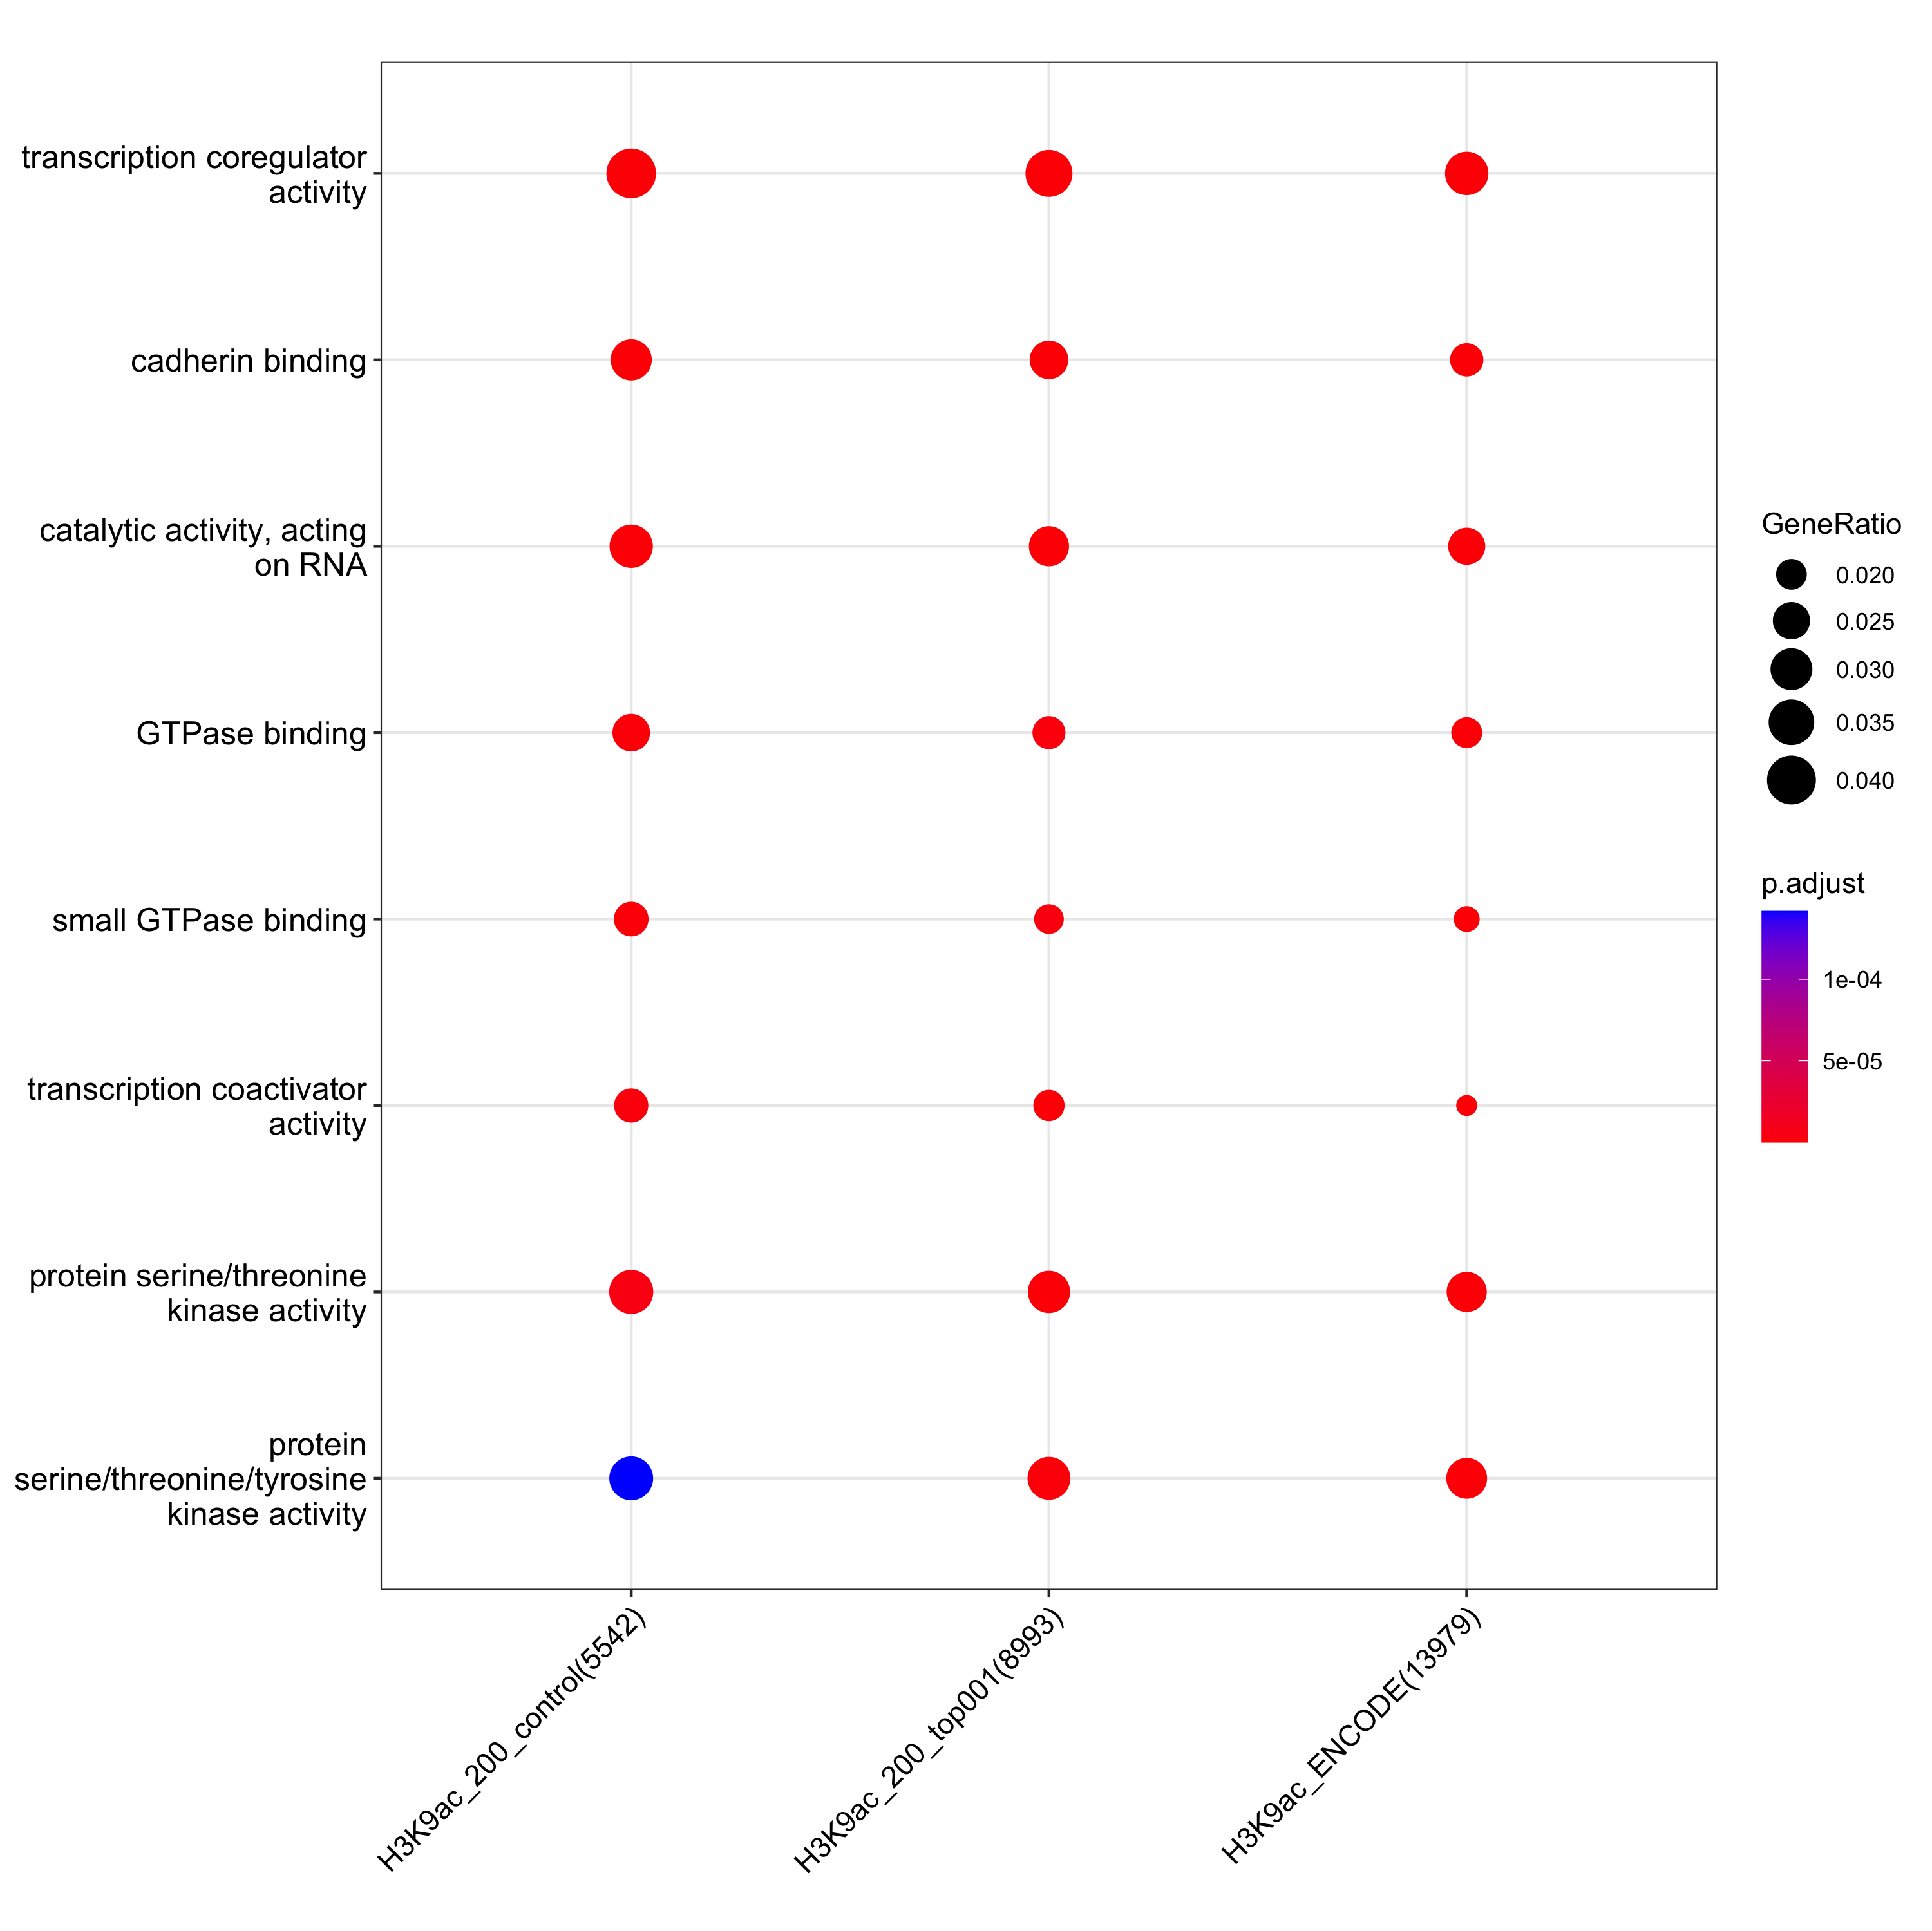 transcription coregulator
activity
cadherin binding
catalytic activity, acting
on RNA
GTPase binding
small GTPase binding
transcription coactivator
activity
protein serine/threonine
kinase activity
protein
serine/threonine/tyrosine
kinase activity
H3K9ac_200_control(5542)
H3K9ac_200_top001(8993)
H3K9ac_ENCODE(13979)
GeneRatio
0.020
0.025
0.030
0.035
0.040
p.adjust
1e-04
5e-05